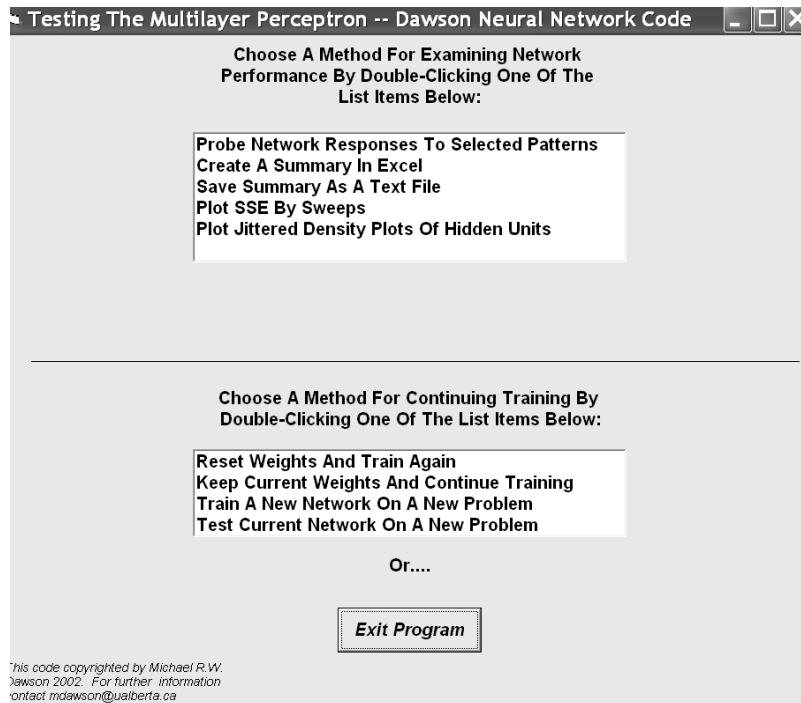 Testing The Multilayer Perceptron -- Dawson Neural Network Code
Choose A Method For Examining Network
Performance By Double-Clicking One Of The
List Items Below:
Probe Network Responses To Selected Patterns
Create A Summary In Excel
Save Summary As A Text File
Plot SSE By Sweeps
Plot Jittered Density Plots Of Hidden Units
Choose A Method For Continuing Training By
Double-Clicking One Of The List Items Below:
Reset Weights And Train Again
Keep Current Weights And Continue Training
Train A New Network On A New Problem
Test Current Network On A New Problem
Or....
Exit Program
This code copyrighted by Michael R.W.
Dawson 2002. For further information
contact mdawson@ualberta.ca